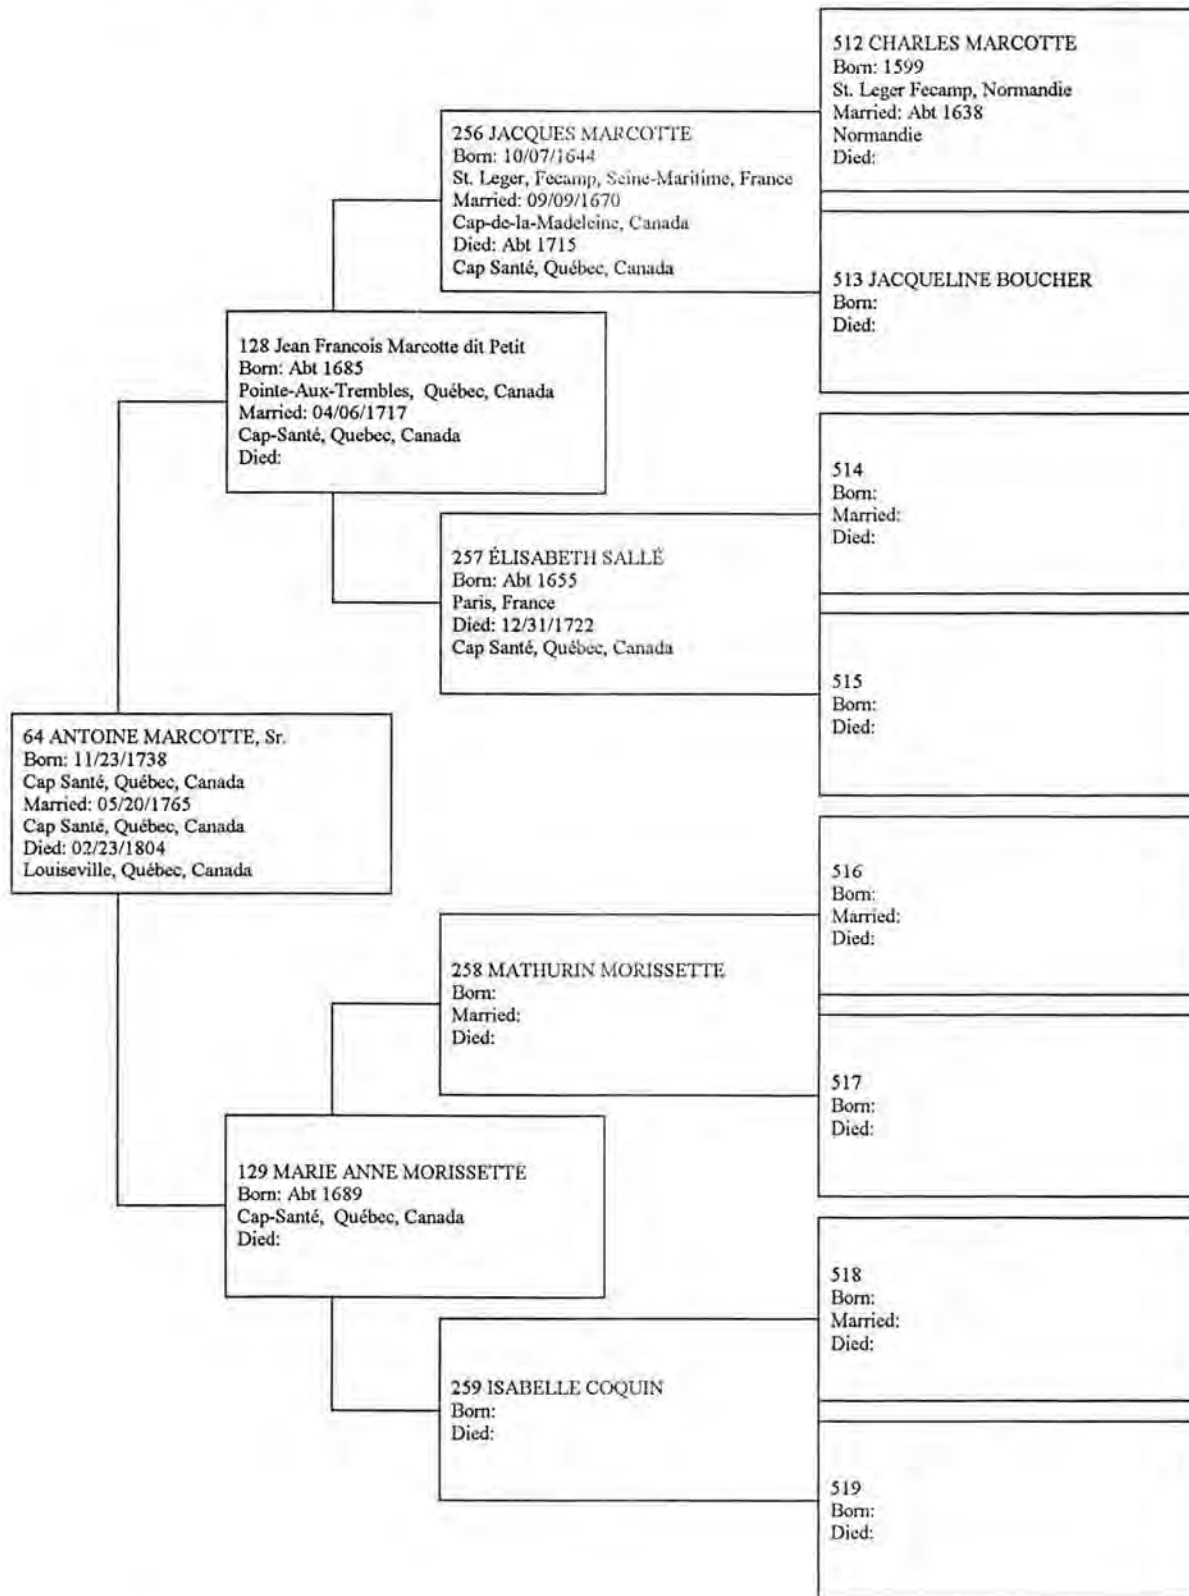 512 CHARLES MARCOTTE
Born: 1599
St. Leger Fecamp, Normandie
Married: Abt 1638
Normandie
Died:
256 JACQUES MARCOTTE
Born: 10/07/1644
St. Leger, Fecamp, Seine-Maritime, France
Married: 09/09/1670
Cap-de-la-Madeleine, Canada
Died: Abt 1715
Cap Santé, Québec, Canada
513 JACQUELINE BOUCHER
Born:
Died:
128 Jean Francois Marcotte dit Petit
Born: Abt 1685
Pointe-Aux-Trembles, Québec, Canada
Married: 04/06/1717
Cap-Santé, Quebec, Canada
Died:
514
Born:
Married:
Died:
257 ÉLISABETH SALLÉ
Born: Abt 1655
Paris, France
Died: 12/31/1722
Cap Santé, Québec, Canada
515
Born:
Died:
64 ANTOINE MARCOTTE, Sr.
Born: 11/23/1738
Cap Santé, Québec, Canada
Married: 05/20/1765
Cap Santé, Québec, Canada
Died: 02/23/1804
Louiseville, Québec, Canada
516
Born:
Married:
Died:
258 MATHURIN MORISSETTE
Born:
Married:
Died:
517
Born:
Died:
129 MARIE ANNE MORISSETTE
Born: Abt 1689
Cap-Santé, Québec, Canada
Died:
518
Born:
Married:
Died:
259 ISABELLE COQUIN
Born:
Died:
519
Born:
Died: